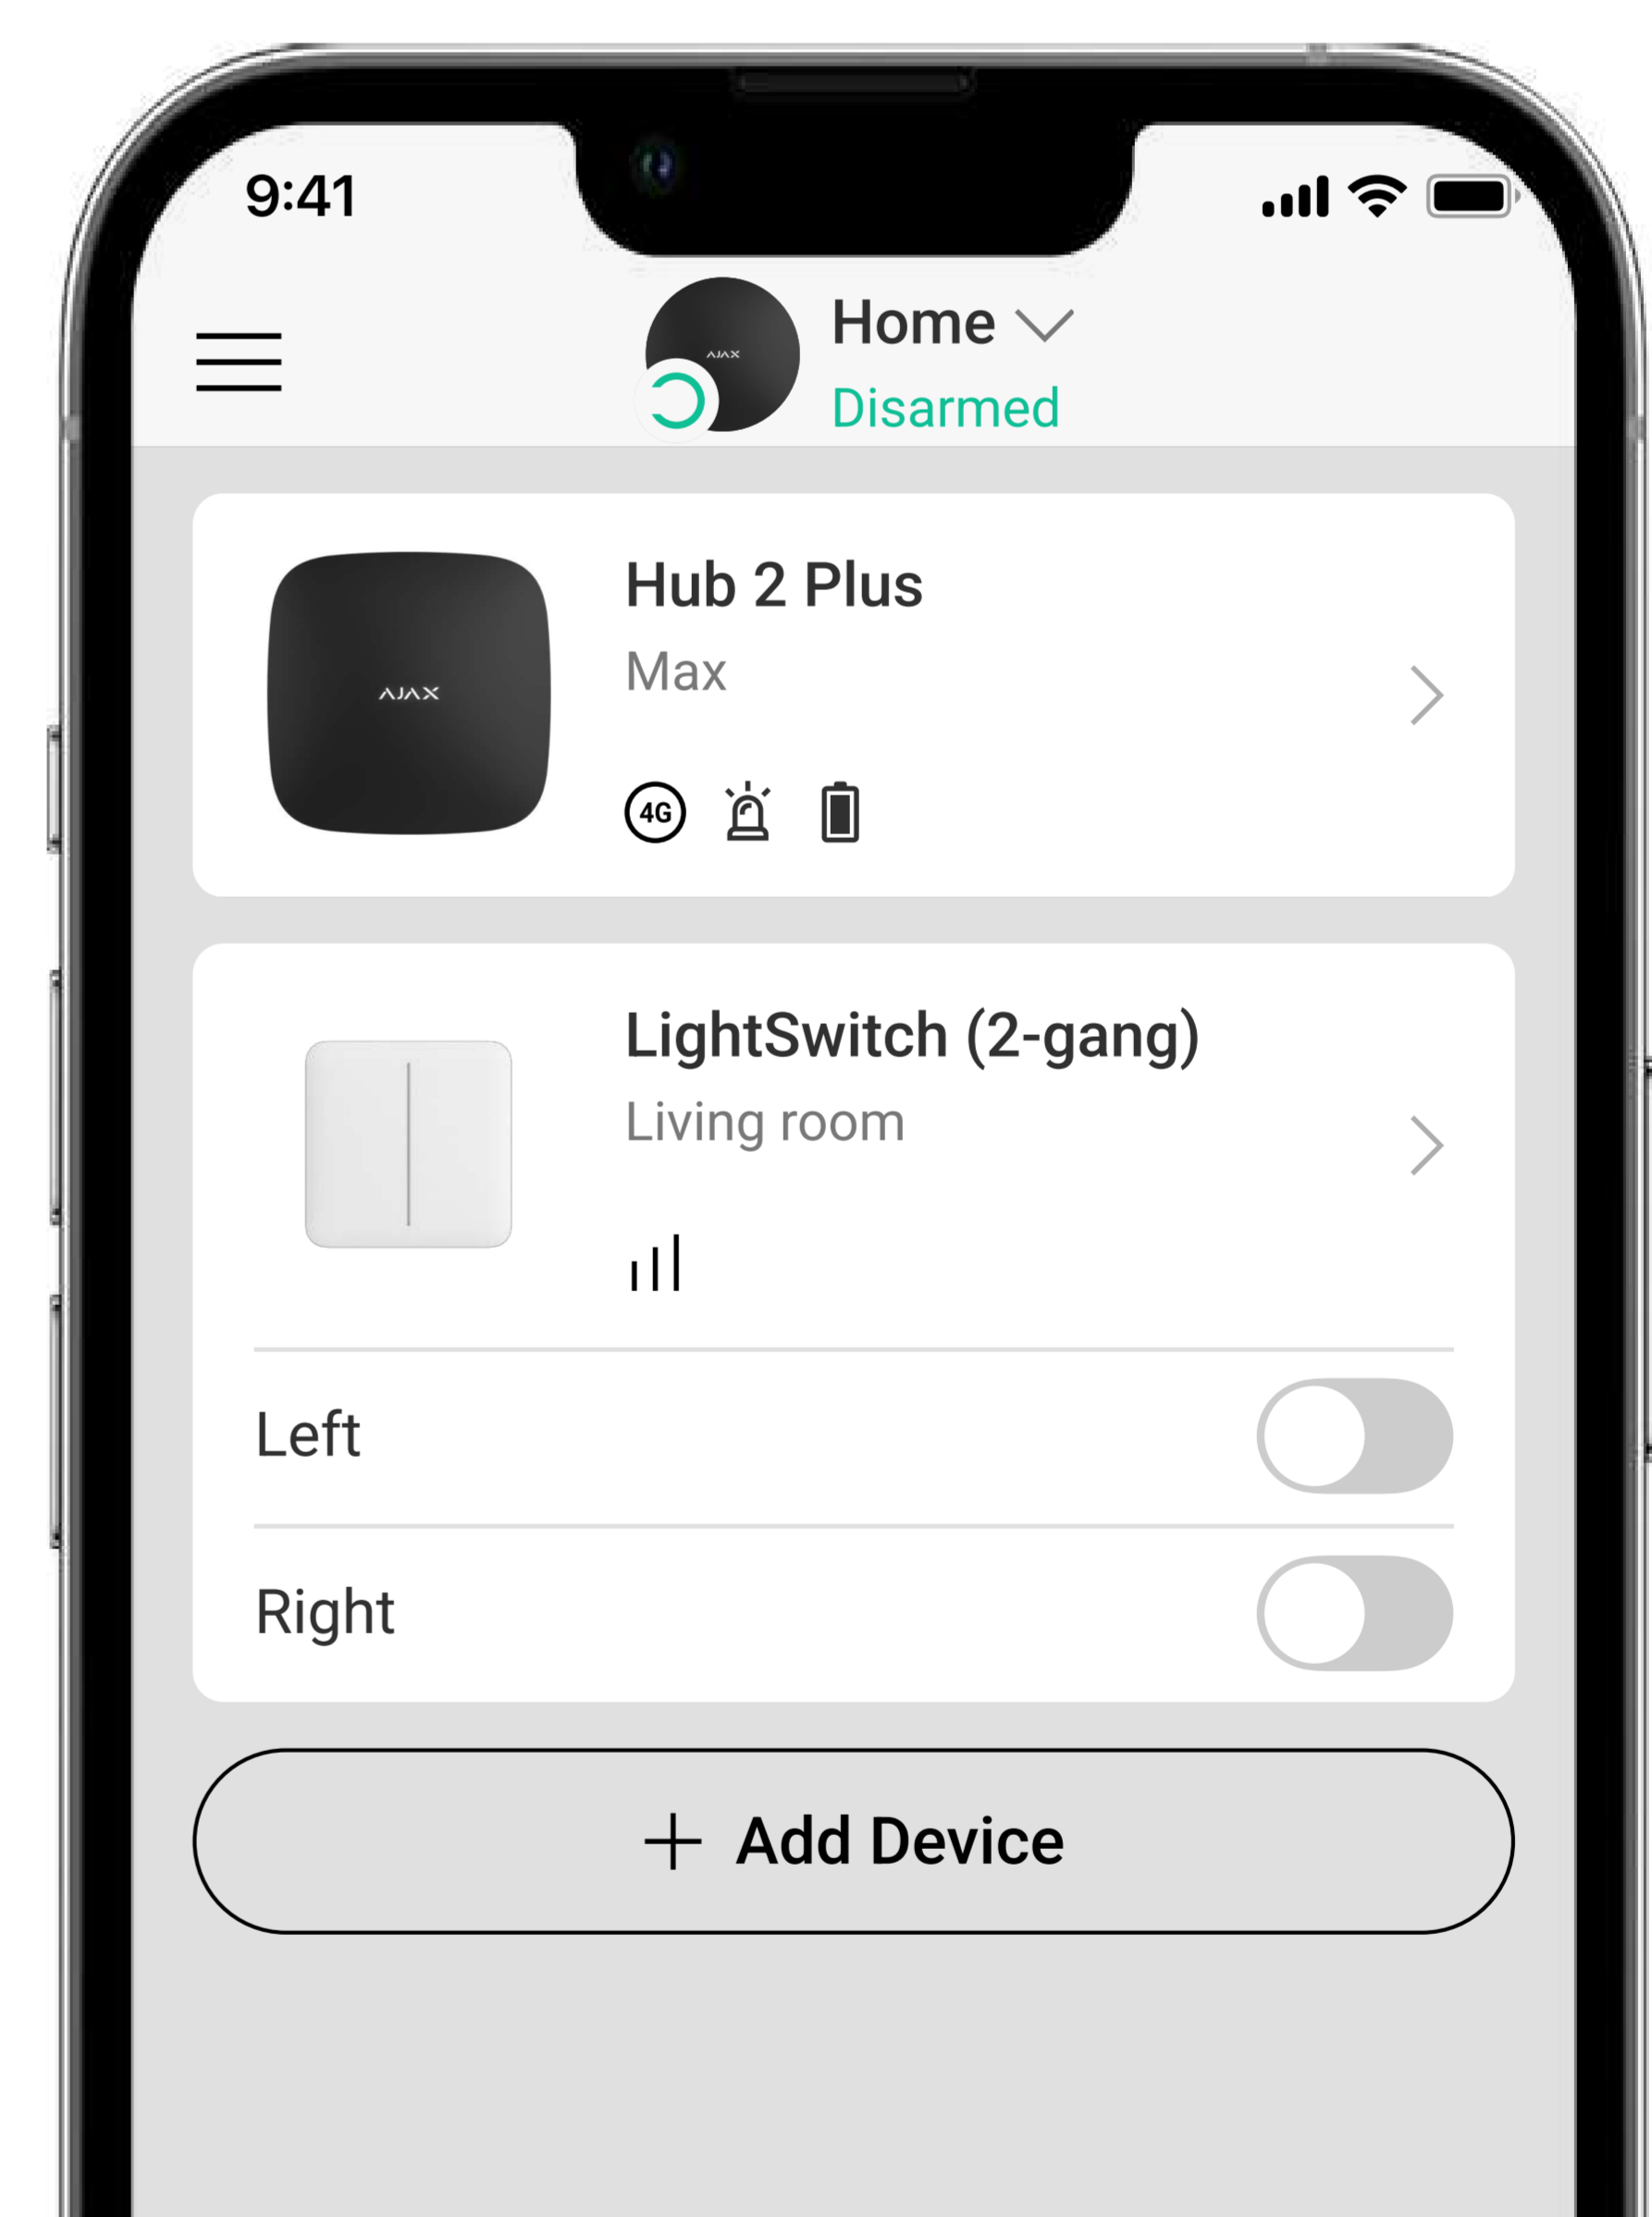 9:41
AJAX
Home
Disarmed
AJAX
Hub 2 Plus
Max
4G
LightSwitch (2-gang)
Living room
Left
Right
+ Add Device